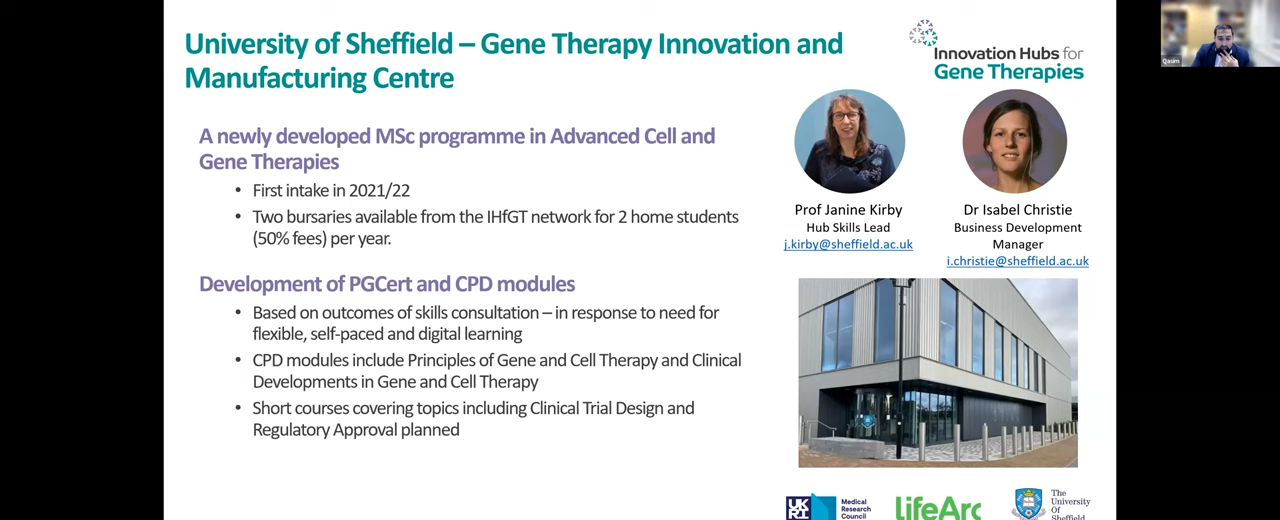 University of Sheffield – Gene Therapy Innovation and
Manufacturing Centre
A newly developed MSc programme in Advanced Cell and
Gene Therapies
• First intake in 2021/22
• Two bursaries available from the IHfGT network for 2 home students
(50% fees) per year.
Development of PGCert and CPD modules
• Based on outcomes of skills consultation – in response to need for
flexible, self-paced and digital learning
• CPD modules include Principles of Gene and Cell Therapy and Clinical
Developments in Gene and Cell Therapy
• Short courses covering topics including Clinical Trial Design and
Regulatory Approval planned
Innovation Hubs for
Gene Therapies
Prof Janine Kirby
Hub Skills Lead
j.kirby@sheffield.ac.uk
Dr Isabel Christie
Business Development
Manager
i.christie@sheffield.ac.uk
UK
RI
Medical
Research
Council
LifeArc
The
University
Of
Sheffield
Qasim